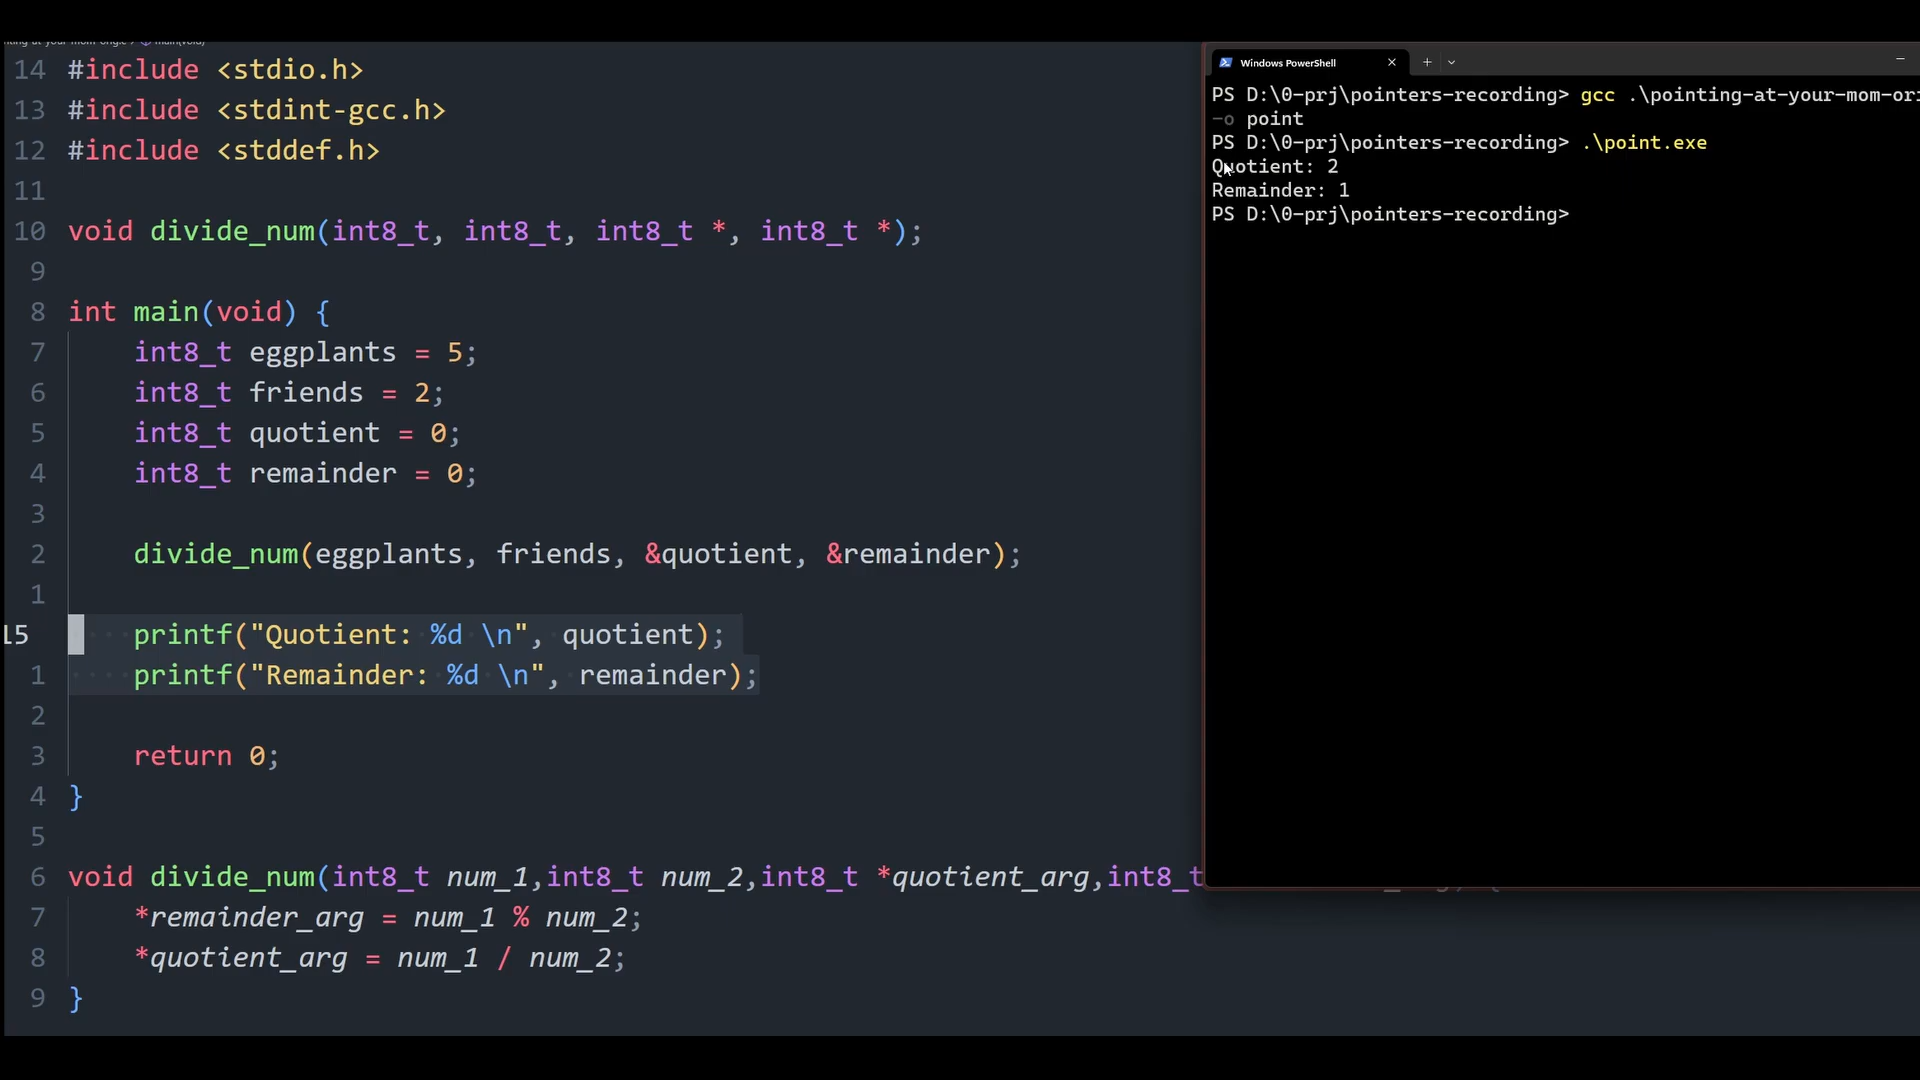 14 #include <stdio.h>
13 #include <stdint-gcc.h>
12 #include <stddef.h>
11
10 void divide_num(int8_t, int8_t, int8_t *, int8_t *);
9
8 int main(void) {
7 int8_t eggplants = 5;
6 int8_t friends = 2;
5 int8_t quotient = 0;
4 int8_t remainder = 0;
3
2 divide_num(eggplants, friends, &quotient, &remainder);
1
15 printf("Quotient: %d \n", quotient);
1 printf("Remainder: %d \n", remainder);
2
3 return 0;
4 }
5
6 void divide_num(int8_t num_1,int8_t num_2,int8_t *quotient_arg,int8_t
7 *remainder_arg = num_1 % num_2;
8 *quotient_arg = num_1 / num_2;
9 }
Windows PowerShell
PS D:\0-prj\pointers-recording> gcc .\pointing-at-your-mom-ori
-o point
PS D:\0-prj\pointers-recording> .\point.exe
Quotient: 2
Remainder: 1
PS D:\0-prj\pointers-recording>